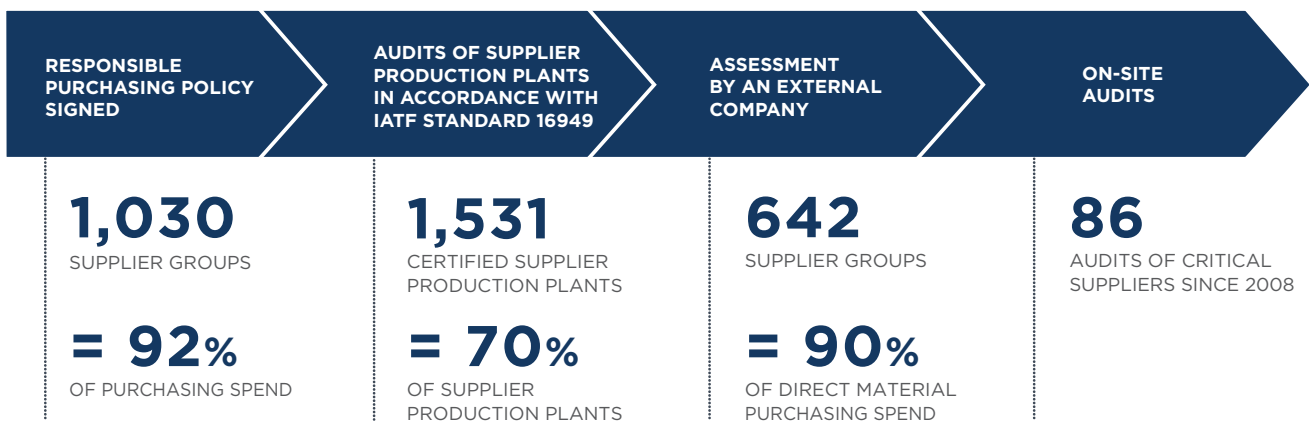 RESPONSIBLE
PURCHASING POLICY
SIGNED
AUDITS OF SUPPLIER
PRODUCTION PLANTS
IN ACCORDANCE WITH
IATF STANDARD 16949
ASSESSMENT
BY AN EXTERNAL
COMPANY
ON-SITE
AUDITS
1,030
SUPPLIER GROUPS
= 92%
OF PURCHASING SPEND
1,531
CERTIFIED SUPPLIER
PRODUCTION PLANTS
= 70%
OF SUPPLIER
PRODUCTION PLANTS
642
SUPPLIER GROUPS
= 90%
OF DIRECT MATERIAL
PURCHASING SPEND
86
AUDITS OF CRITICAL
SUPPLIERS SINCE 2008